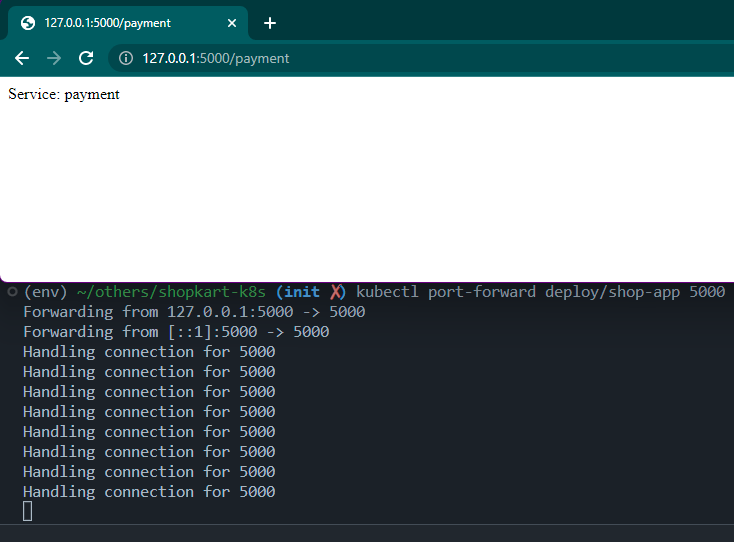 127.0.0.1:5000/payment
127.0.0.1:5000/payment
Service: payment
(env) ~/others/shopkart-k8s (init ✗) kubectl port-forward deploy/shop-app 5000
Forwarding from 127.0.0.1:5000 -> 5000
Forwarding from [::1]:5000 -> 5000
Handling connection for 5000
Handling connection for 5000
Handling connection for 5000
Handling connection for 5000
Handling connection for 5000
Handling connection for 5000
Handling connection for 5000
Handling connection for 5000